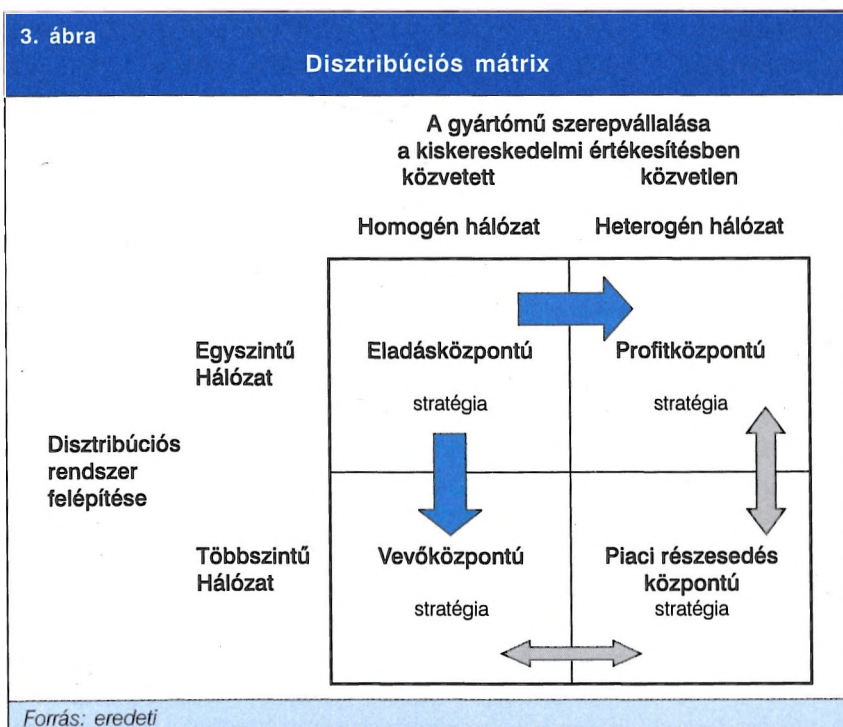 3. ábra
Disztribúciós mátrix
A gyártómű szerepvállalása
a kiskereskedelmi értékesítésben
közvetett közvetlen
Homogén hálózat Heterogén hálózat
Egyszintű
Hálózat
Eladásközpontú
stratégia
Profitközpontú
stratégia
Disztribúciós
rendszer
felépítése
Többszintű
Hálózat
Vevőközpontú
stratégia
Piaci részesedés
központú
stratégia
Forrás: eredeti